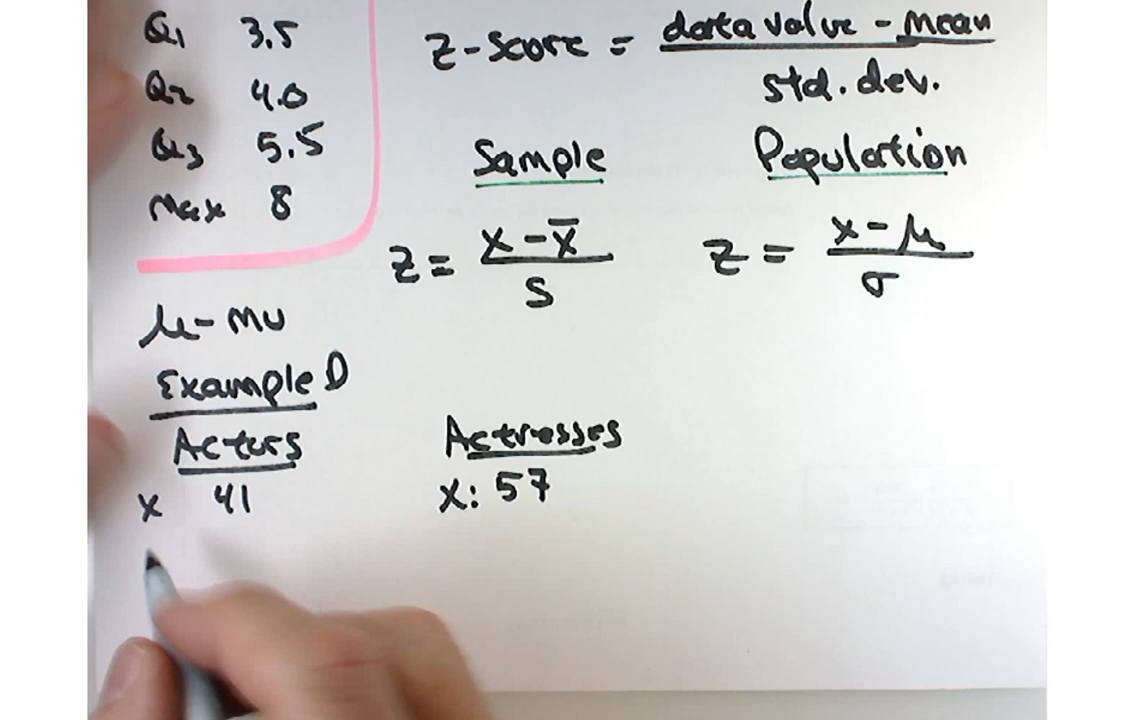 Q1 3.5
Q2 4.0
Q3 5.5
Max 8
z-score = data value - mean
std. dev.
Sample
z = x - x̄
s
Population
z = x - μ
σ
μ - mu
Example D
Actors
x 41
Actresses
x: 57